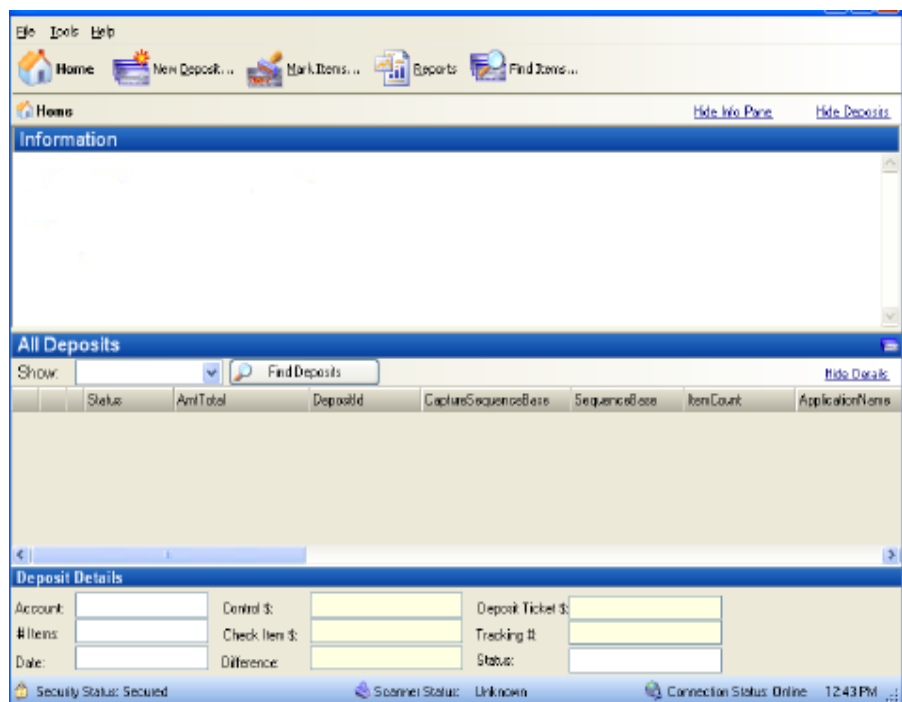 File Tools Help
Home New Deposit... Mark Items... Reports Find Items...
Home Hide Info Pane Hide Deposits
Information
All Deposits
Show: Find Deposits Hide Details
Status AmtTotal DepositId CaptureSequenceBase SequenceBase ItemCount ApplicationName
Deposit Details
Account: Control $: Deposit Ticket $:
# Items: Check Item $: Tracking #:
Date: Difference: Status:
Security Status: Secured Scanner Status: Unknown Connection Status: Online 12:43 PM